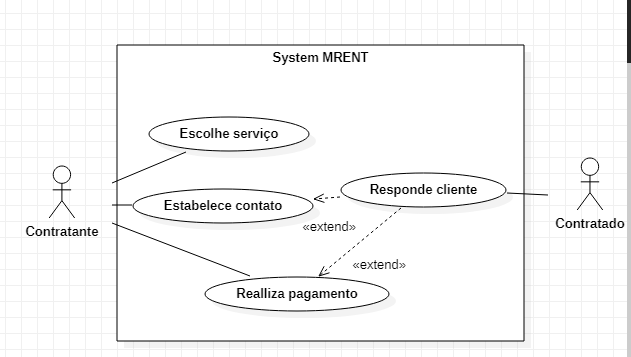 System MRENT
Escolhe serviço
Responde cliente
Estabelece contato
Contratante
Contratado
«extend»
«extend»
Realliza pagamento